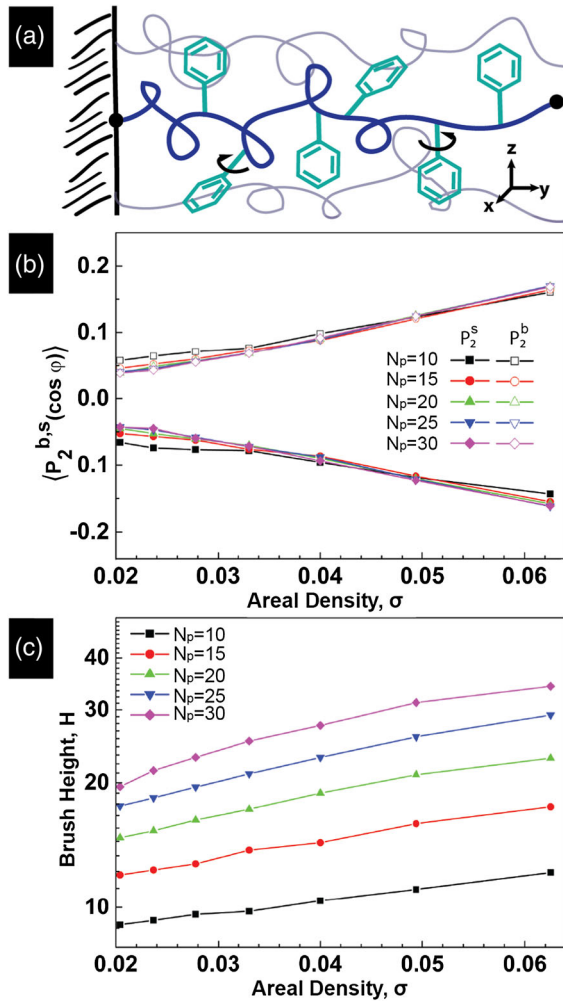 (a)
z
y
x
(b)
0.2
0.1
0.0
0.1
-0.2
⟨P₂ᵇ,ˢ(cos φ)⟩
P₂ˢ P₂ᵇ
Nₚ=10
Nₚ=15
Nₚ=20
Nₚ=25
Nₚ=30
0.02 0.03 0.04 0.05 0.06
Areal Density, σ
(c)
Nₚ=10
Nₚ=15
Nₚ=20
Nₚ=25
Nₚ=30
40
30
20
10
Brush Height, H
0.02 0.03 0.04 0.05 0.06
Areal Density, σ